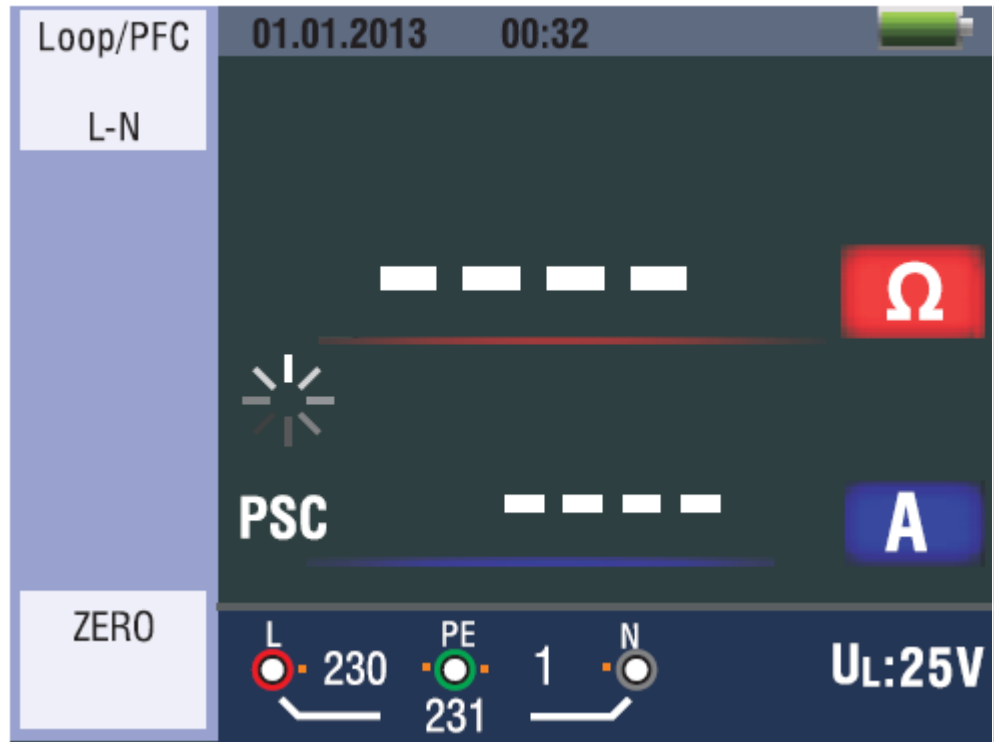 Loop/PFC
L-N
01.01.2013 00:32
– – – – Ω
PSC – – – – A
ZERO
L 230 PE 1 N
231
UL:25V